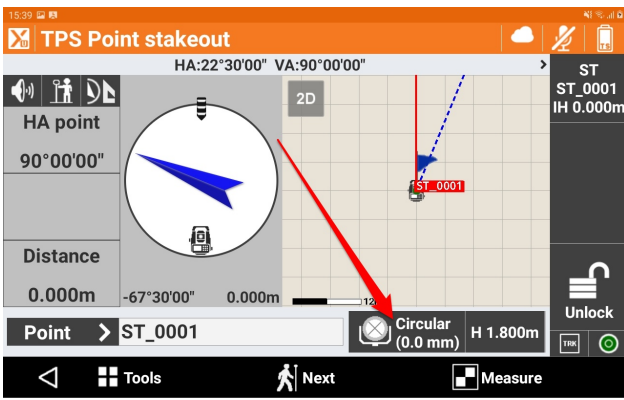 15:39
TPS Point stakeout
HA:22°30'00" VA:90°00'00" >
ST
ST_0001
IH 0.000m
HA point
90°00'00"
2D
ST_0001
Distance
0.000m
-67°30'00" 0.000m
Unlock
Point > ST_0001
Circular
(0.0 mm)
H 1.800m
TRK
Tools
Next
Measure